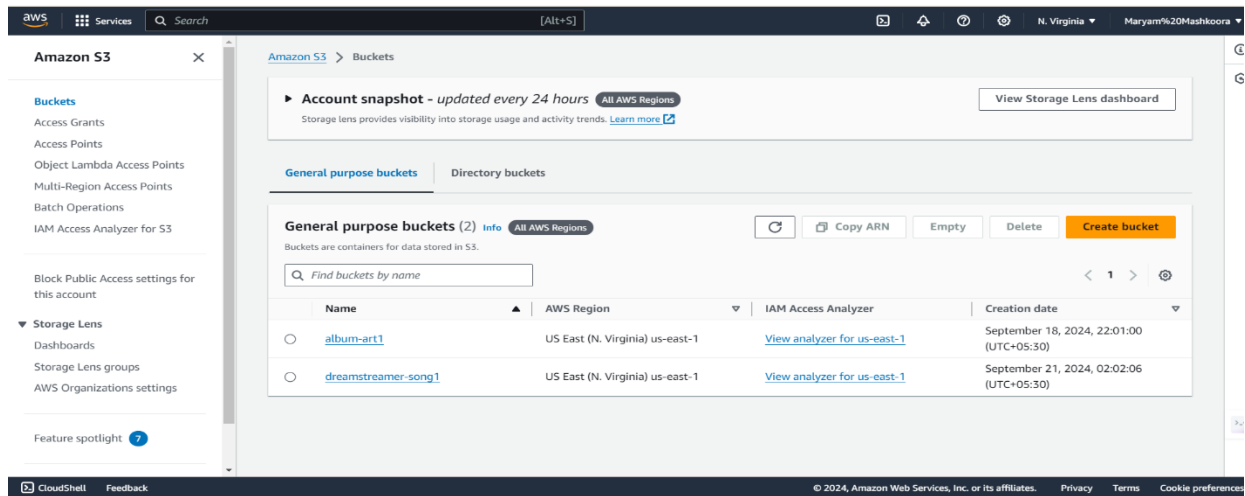 aws Services Search [Alt+S] N. Virginia Maryam%20Mashkoora
Amazon S3
Buckets
Access Grants
Access Points
Object Lambda Access Points
Multi-Region Access Points
Batch Operations
IAM Access Analyzer for S3
Block Public Access settings for
this account
Storage Lens
Dashboards
Storage Lens groups
AWS Organizations settings
Feature spotlight 7
Amazon S3 > Buckets
Account snapshot - updated every 24 hours All AWS Regions
Storage lens provides visibility into storage usage and activity trends. Learn more
View Storage Lens dashboard
General purpose buckets Directory buckets
General purpose buckets (2) Info All AWS Regions
Buckets are containers for data stored in S3.
Copy ARN Empty Delete Create bucket
Find buckets by name
< 1 >
Name AWS Region IAM Access Analyzer Creation date
album-art1 US East (N. Virginia) us-east-1 View analyzer for us-east-1 September 18, 2024, 22:01:00
(UTC+05:30)
dreamstreamer-song1 US East (N. Virginia) us-east-1 View analyzer for us-east-1 September 21, 2024, 02:02:06
(UTC+05:30)
CloudShell Feedback © 2024, Amazon Web Services, Inc. or its affiliates. Privacy Terms Cookie preferences